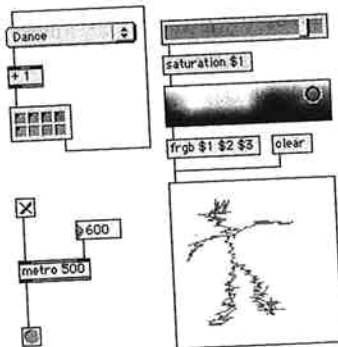 Dance
+ 1
saturation $1
frgb $1 $2 $3
clear
600
metro 500